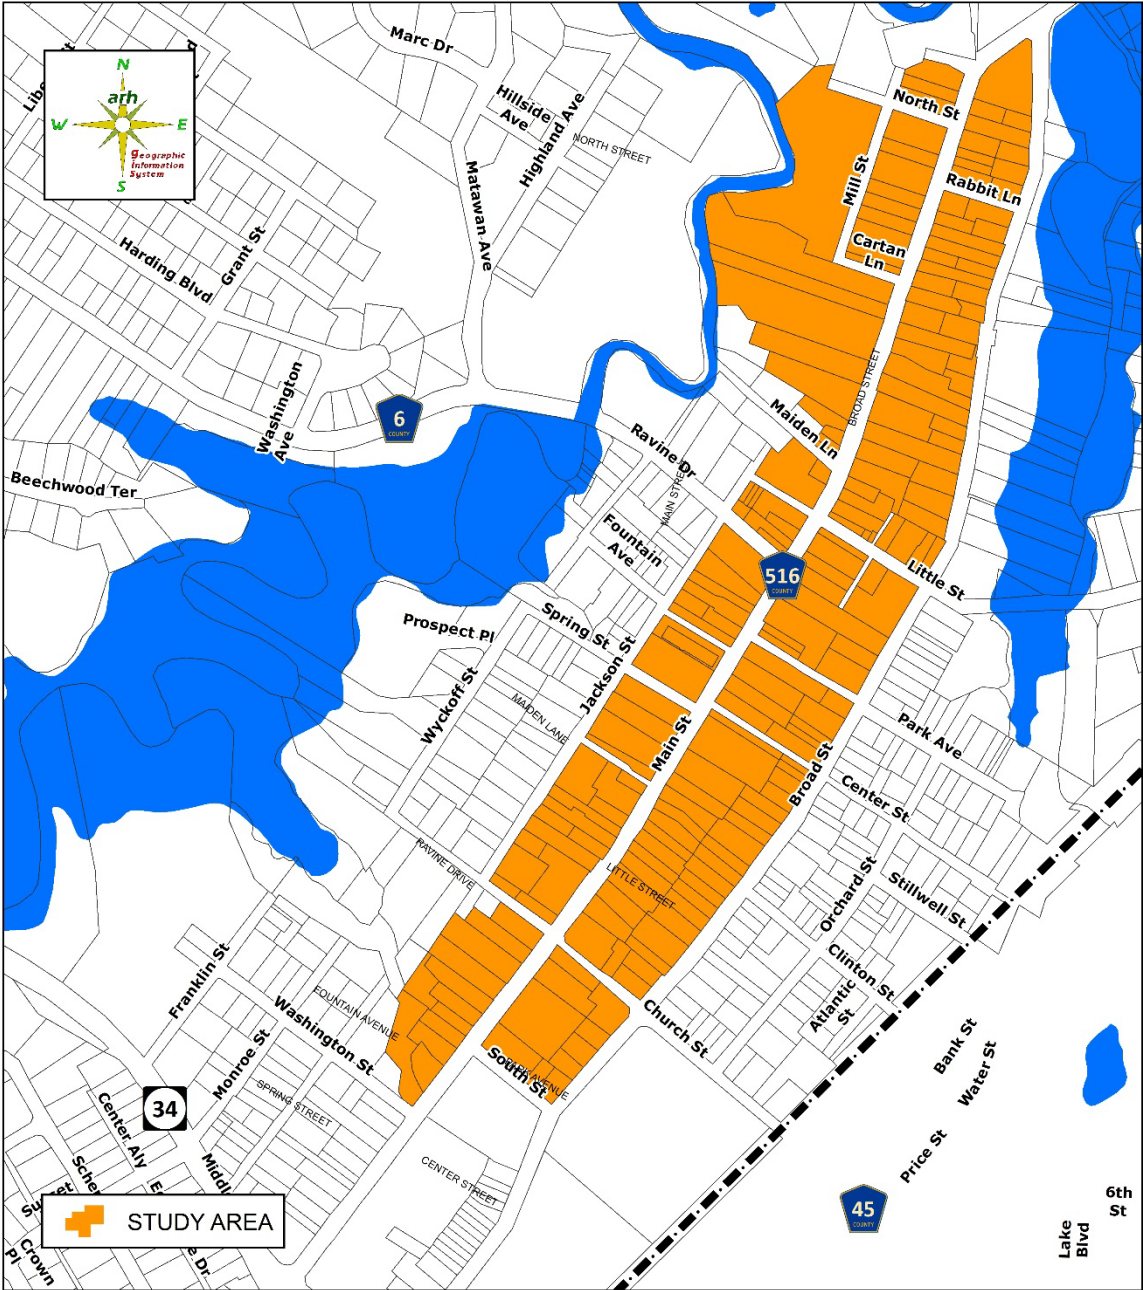 Marc Dr
N
arh
W
E
Geographic
Information
System
S
Hillside
Ave
Highland Ave
NORTH STREET
North St
Mill St
Rabbit Ln
Matawan Ave
Cartan
Ln
Grant St
Harding Blvd
BROAD STREET
Washington
Ave
6
COUNTY
Maiden Ln
Ravine Dr
MAIN STREET
Beechwood Ter
Fountain
Ave
516
COUNTY
Little St
Spring St
Prospect Pl
Jackson St
Wyckoff St
MAIDEN LANE
Main St
Park Ave
Broad St
Center St
RAVINE DRIVE
LITTLE STREET
Orchard St
Stillwell St
Franklin St
Clinton St
Atlantic
St
FOUNTAIN AVENUE
Washington St
Church St
Bank St
Water St
Monroe St
South St
PARK AVENUE
SPRING STREET
34
Center Aly
Price St
CENTER STREET
45
COUNTY
6th
St
Lake
Blvd
STUDY AREA
Crown
Pl